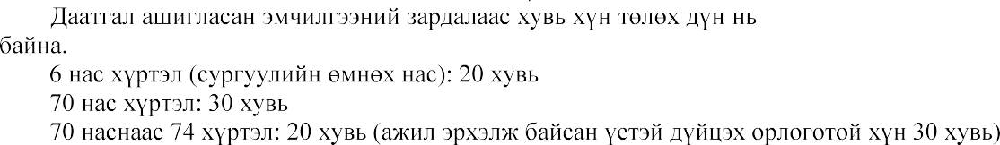 Даатгал ашигласан эмчилгээний зардалаас хувь хүн төлөх дүн нь
байна.
6 нас хүртэл (сургуулийн өмнөх нас): 20 хувь
70 нас хүртэл: 30 хувь
70 наснаас 74 хүртэл: 20 хувь (ажил эрхэлж байсан үетэй дүйцэх орлоготой хүн 30 хувь)